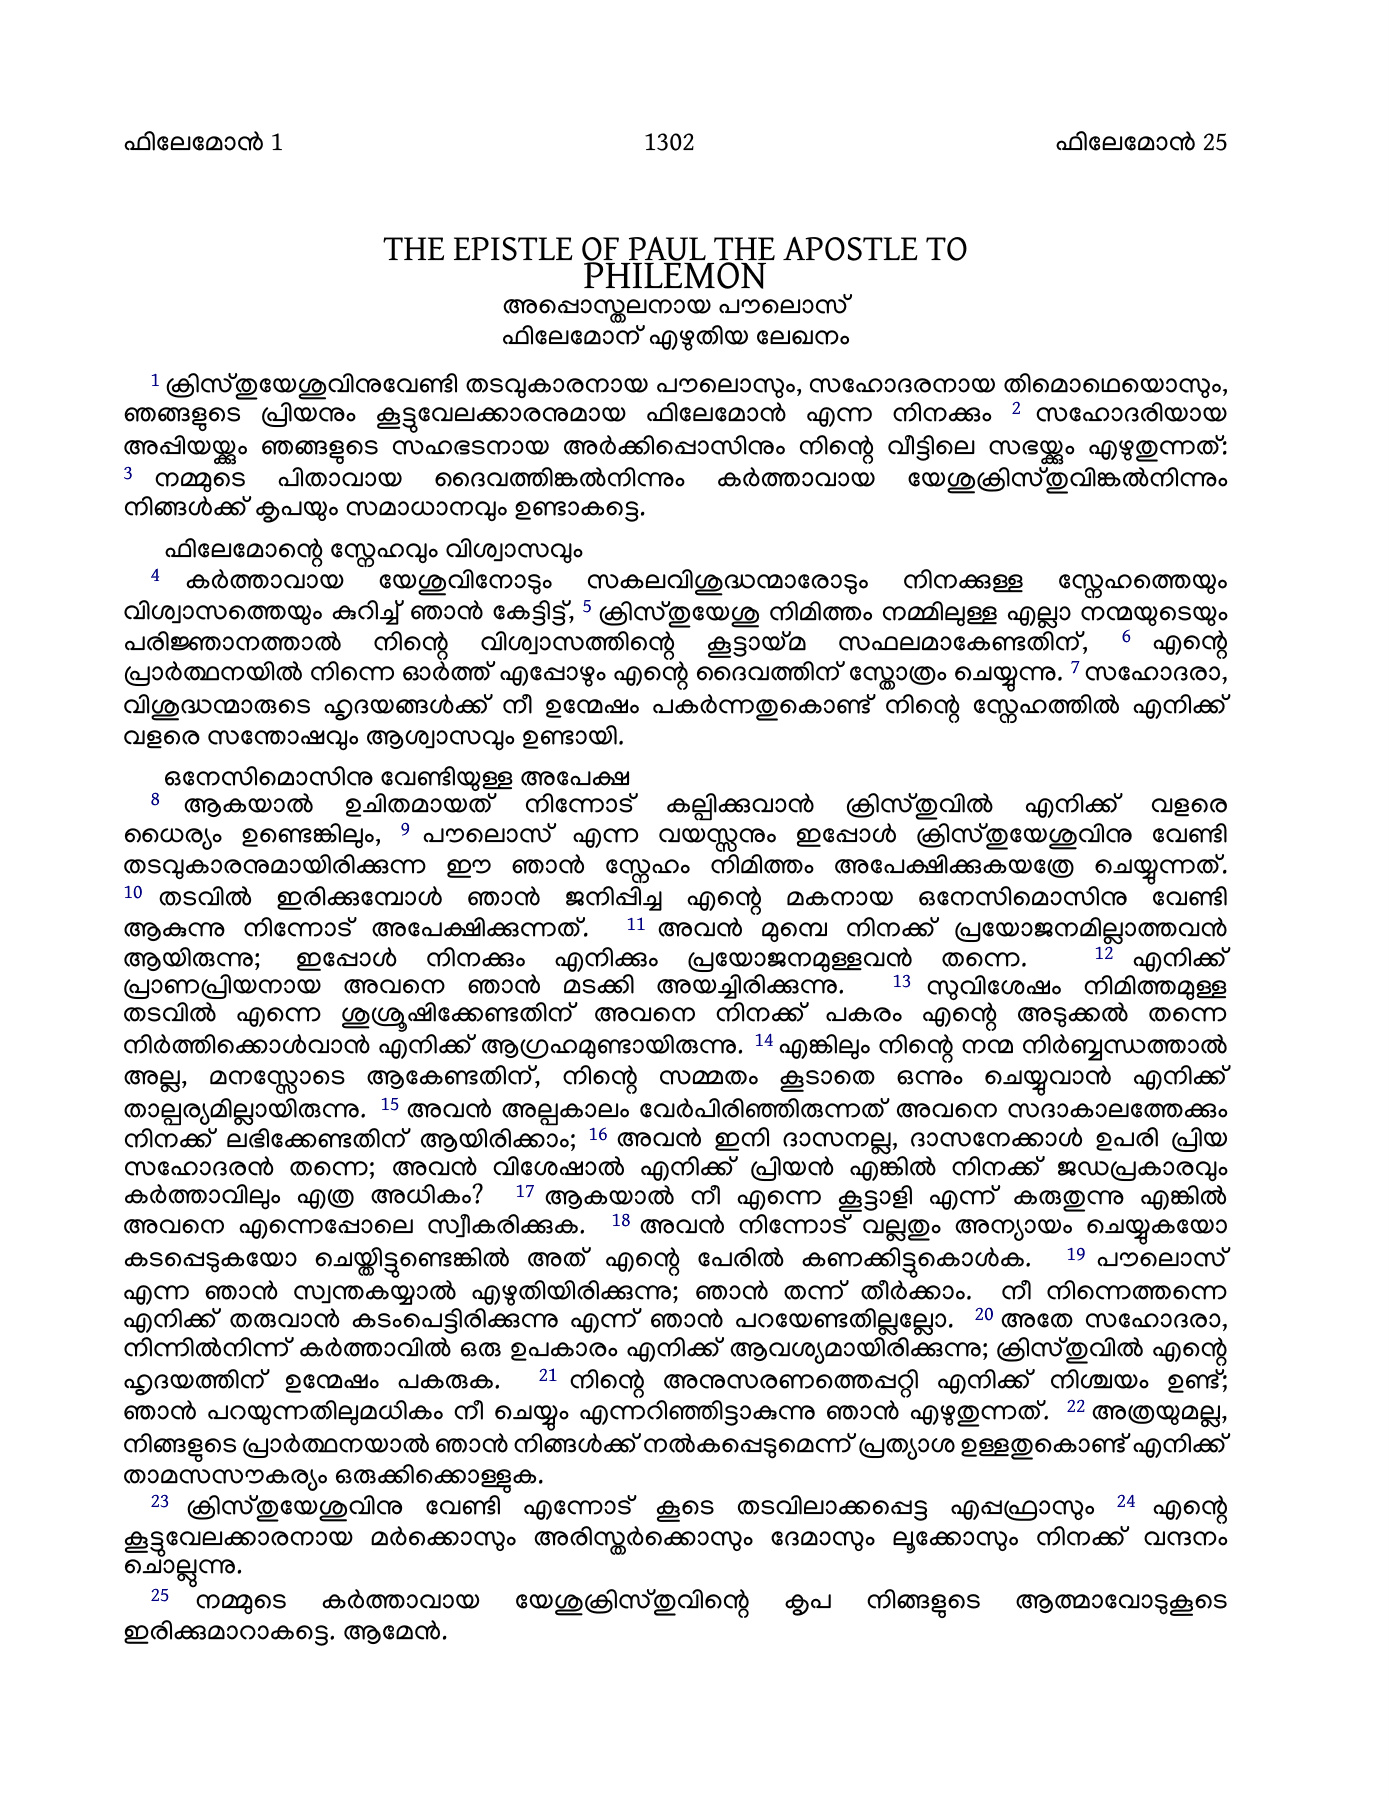 ഫിലേമോൻ 1 1302 ഫിലേമോൻ 25
THE EPISTLE OF PAUL THE APOSTLE TO
PHILEMON
അപ്പൊസ്തലനായ പൗലൊസ്
ഫിലേമോന് എഴുതിയ ലേഖനം
1 ക്രിസ്തുയേശുവിനുവേണ്ടി തടവുകാരനായ പൗലൊസും, സഹോദരനായ തിമൊഥെയൊസും,
ഞങ്ങളുടെ പ്രിയനും കൂട്ടുവേലക്കാരനുമായ ഫിലേമോൻ എന്ന നിനക്കും 2 സഹോദരിയായ
അപ്പിയയ്ക്കും ഞങ്ങളുടെ സഹഭടനായ അർക്കിപ്പൊസിനും നിന്റെ വീട്ടിലെ സഭയ്ക്കും എഴുതുന്നത്:
3 നമ്മുടെ പിതാവായ ദൈവത്തിങ്കൽനിന്നും കർത്താവായ യേശുക്രിസ്തുവിങ്കൽനിന്നും
നിങ്ങൾക്ക് കൃപയും സമാധാനവും ഉണ്ടാകട്ടെ.
ഫിലേമോന്റെ സ്നേഹവും വിശ്വാസവും
4 കർത്താവായ യേശുവിനോടും സകലവിശുദ്ധന്മാരോടും നിനക്കുള്ള സ്നേഹത്തെയും
വിശ്വാസത്തെയും കുറിച്ച് ഞാൻ കേട്ടിട്ട്, 5 ക്രിസ്തുയേശു നിമിത്തം നമ്മിലുള്ള എല്ലാ നന്മയുടെയും
പരിജ്ഞാനത്താൽ നിന്റെ വിശ്വാസത്തിന്റെ കൂട്ടായ്മ സഫലമാകേണ്ടതിന്, 6 എന്റെ
പ്രാർത്ഥനയിൽ നിന്നെ ഓർത്ത് എപ്പോഴും എന്റെ ദൈവത്തിന് സ്തോത്രം ചെയ്യുന്നു. 7 സഹോദരാ,
വിശുദ്ധന്മാരുടെ ഹൃദയങ്ങൾക്ക് നീ ഉന്മേഷം പകർന്നതുകൊണ്ട് നിന്റെ സ്നേഹത്തിൽ എനിക്ക്
വളരെ സന്തോഷവും ആശ്വാസവും ഉണ്ടായി.
ഒനേസിമൊസിനു വേണ്ടിയുള്ള അപേക്ഷ
8 ആകയാൽ ഉചിതമായത് നിന്നോട് കല്പിക്കുവാൻ ക്രിസ്തുവിൽ എനിക്ക് വളരെ
ധൈര്യം ഉണ്ടെങ്കിലും, 9 പൗലൊസ് എന്ന വയസ്സനും ഇപ്പോൾ ക്രിസ്തുയേശുവിനു വേണ്ടി
തടവുകാരനുമായിരിക്കുന്ന ഈ ഞാൻ സ്നേഹം നിമിത്തം അപേക്ഷിക്കുകയത്രേ ചെയ്യുന്നത്.
10 തടവിൽ ഇരിക്കുമ്പോൾ ഞാൻ ജനിപ്പിച്ച എന്റെ മകനായ ഒനേസിമൊസിനു വേണ്ടി
ആകുന്നു നിന്നോട് അപേക്ഷിക്കുന്നത്. 11 അവൻ മുമ്പെ നിനക്ക് പ്രയോജനമില്ലാത്തവൻ
ആയിരുന്നു; ഇപ്പോൾ നിനക്കും എനിക്കും പ്രയോജനമുള്ളവൻ തന്നെ. 12 എനിക്ക്
പ്രാണപ്രിയനായ അവനെ ഞാൻ മടക്കി അയച്ചിരിക്കുന്നു. 13 സുവിശേഷം നിമിത്തമുള്ള
തടവിൽ എന്നെ ശുശ്രൂഷിക്കേണ്ടതിന് അവനെ നിനക്ക് പകരം എന്റെ അടുക്കൽ തന്നെ
നിർത്തിക്കൊൾവാൻ എനിക്ക് ആഗ്രഹമുണ്ടായിരുന്നു. 14 എങ്കിലും നിന്റെ നന്മ നിർബ്ബന്ധത്താൽ
അല്ല, മനസ്സോടെ ആകേണ്ടതിന്, നിന്റെ സമ്മതം കൂടാതെ ഒന്നും ചെയ്യുവാൻ എനിക്ക്
താല്പര്യമില്ലായിരുന്നു. 15 അവൻ അല്പകാലം വേർപിരിഞ്ഞിരുന്നത് അവനെ സദാകാലത്തേക്കും
നിനക്ക് ലഭിക്കേണ്ടതിന് ആയിരിക്കാം; 16 അവൻ ഇനി ദാസനല്ല, ദാസനേക്കാൾ ഉപരി പ്രിയ
സഹോദരൻ തന്നെ; അവൻ വിശേഷാൽ എനിക്ക് പ്രിയൻ എങ്കിൽ നിനക്ക് ജഡപ്രകാരവും
കർത്താവിലും എത്ര അധികം? 17 ആകയാൽ നീ എന്നെ കൂട്ടാളി എന്ന് കരുതുന്നു എങ്കിൽ
അവനെ എന്നെപ്പോലെ സ്വീകരിക്കുക. 18 അവൻ നിന്നോട് വല്ലതും അന്യായം ചെയ്യുകയോ
കടപ്പെടുകയോ ചെയ്തിട്ടുണ്ടെങ്കിൽ അത് എന്റെ പേരിൽ കണക്കിട്ടുകൊൾക. 19 പൗലൊസ്
എന്ന ഞാൻ സ്വന്തകയ്യാൽ എഴുതിയിരിക്കുന്നു; ഞാൻ തന്ന് തീർക്കാം. നീ നിന്നെത്തന്നെ
എനിക്ക് തരുവാൻ കടംപെട്ടിരിക്കുന്നു എന്ന് ഞാൻ പറയേണ്ടതില്ലല്ലോ. 20 അതേ സഹോദരാ,
നിന്നിൽനിന്ന് കർത്താവിൽ ഒരു ഉപകാരം എനിക്ക് ആവശ്യമായിരിക്കുന്നു; ക്രിസ്തുവിൽ എന്റെ
ഹൃദയത്തിന് ഉന്മേഷം പകരുക. 21 നിന്റെ അനുസരണത്തെപ്പറ്റി എനിക്ക് നിശ്ചയം ഉണ്ട്;
ഞാൻ പറയുന്നതിലുമധികം നീ ചെയ്യും എന്നറിഞ്ഞിട്ടാകുന്നു ഞാൻ എഴുതുന്നത്. 22 അത്രയുമല്ല,
നിങ്ങളുടെ പ്രാർത്ഥനയാൽ ഞാൻ നിങ്ങൾക്ക് നൽകപ്പെടുമെന്ന് പ്രത്യാശ ഉള്ളതുകൊണ്ട് എനിക്ക്
താമസസൗകര്യം ഒരുക്കിക്കൊള്ളുക.
23 ക്രിസ്തുയേശുവിനു വേണ്ടി എന്നോട് കൂടെ തടവിലാക്കപ്പെട്ട എപ്പഫ്രാസും 24 എന്റെ
കൂട്ടുവേലക്കാരനായ മർക്കൊസും അരിസ്തർക്കൊസും ദേമാസും ലൂക്കോസും നിനക്ക് വന്ദനം
ചൊല്ലുന്നു.
25 നമ്മുടെ കർത്താവായ യേശുക്രിസ്തുവിന്റെ കൃപ നിങ്ങളുടെ ആത്മാവോടുകൂടെ
ഇരിക്കുമാറാകട്ടെ. ആമേൻ.